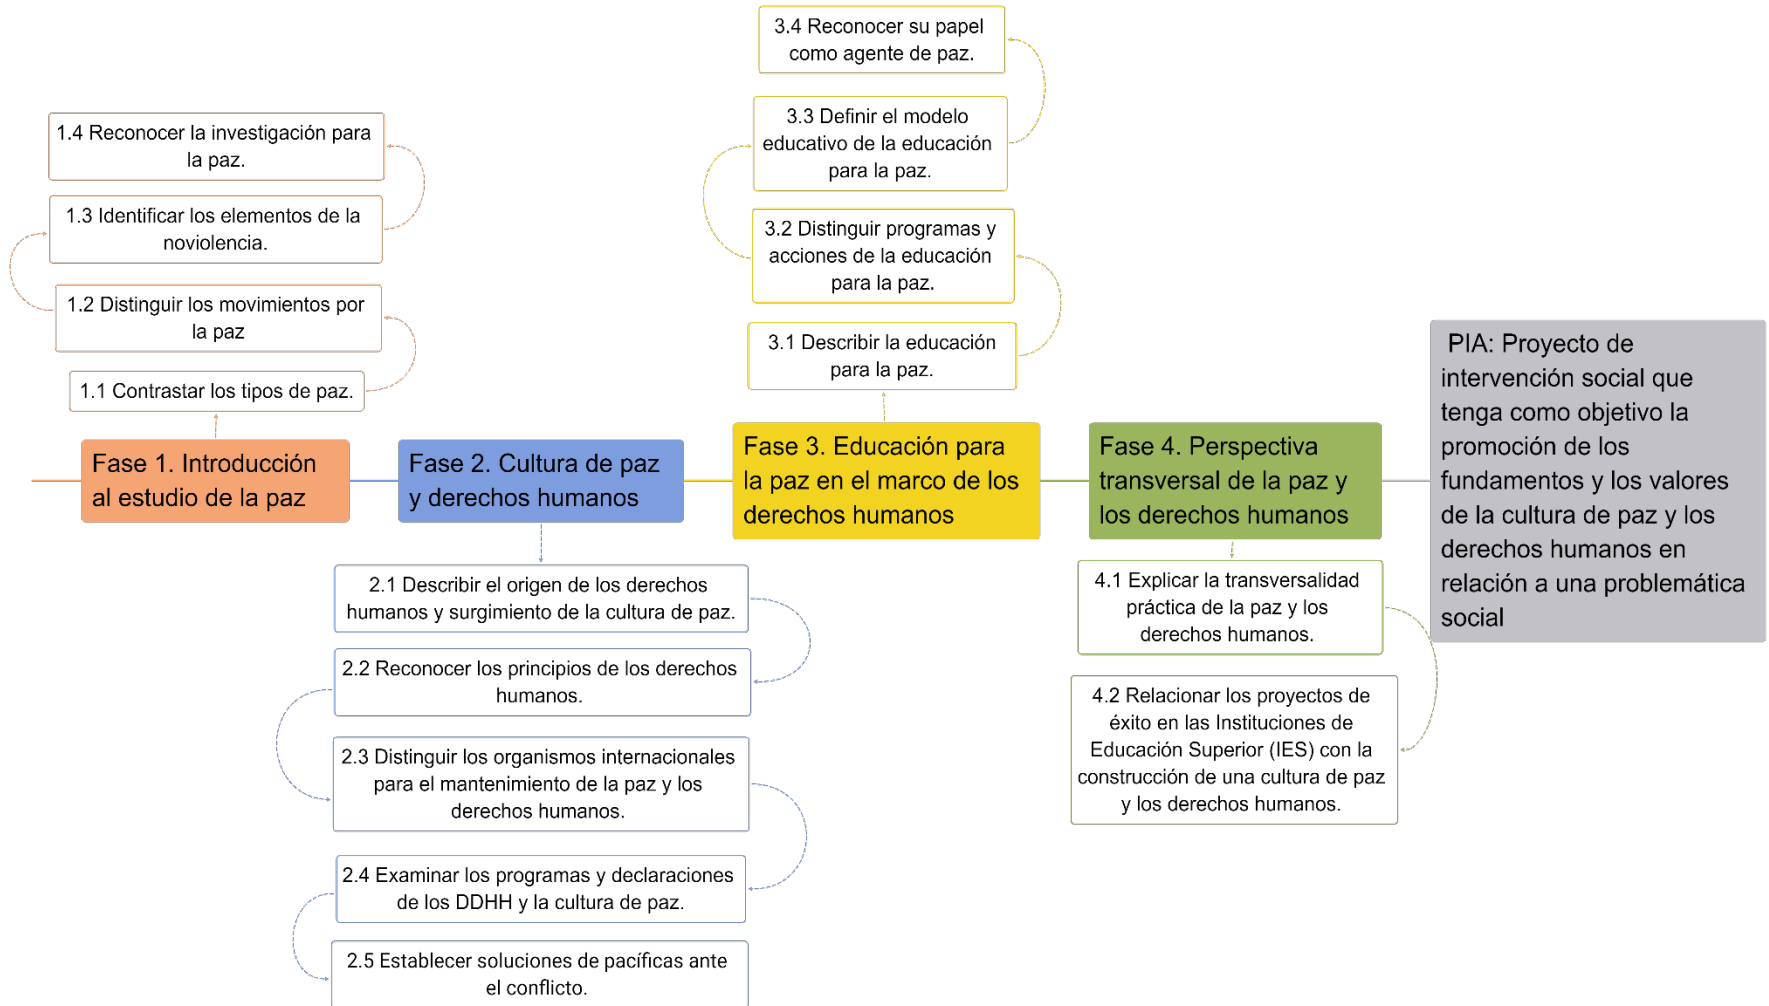 3.4 Reconocer su papel
como agente de paz.
3.3 Definir el modelo
educativo de la educación
para la paz.
3.2 Distinguir programas y
acciones de la educación
para la paz.
3.1 Describir la educación
para la paz.
1.4 Reconocer la investigación para
la paz.
1.3 Identificar los elementos de la
noviolencia.
1.2 Distinguir los movimientos por
la paz
1.1 Contrastar los tipos de paz.
Fase 1. Introducción
al estudio de la paz
Fase 2. Cultura de paz
y derechos humanos
Fase 3. Educación para
la paz en el marco de los
derechos humanos
Fase 4. Perspectiva
transversal de la paz y
los derechos humanos
PIA: Proyecto de
intervención social que
tenga como objetivo la
promoción de los
fundamentos y los valores
de la cultura de paz y los
derechos humanos en
relación a una problemática
social
2.1 Describir el origen de los derechos
humanos y surgimiento de la cultura de paz.
2.2 Reconocer los principios de los derechos
humanos.
2.3 Distinguir los organismos internacionales
para el mantenimiento de la paz y los
derechos humanos.
2.4 Examinar los programas y declaraciones
de los DDHH y la cultura de paz.
2.5 Establecer soluciones de pacíficas ante
el conflicto.
4.1 Explicar la transversalidad
práctica de la paz y los
derechos humanos.
4.2 Relacionar los proyectos de
éxito en las Instituciones de
Educación Superior (IES) con la
construcción de una cultura de paz
y los derechos humanos.